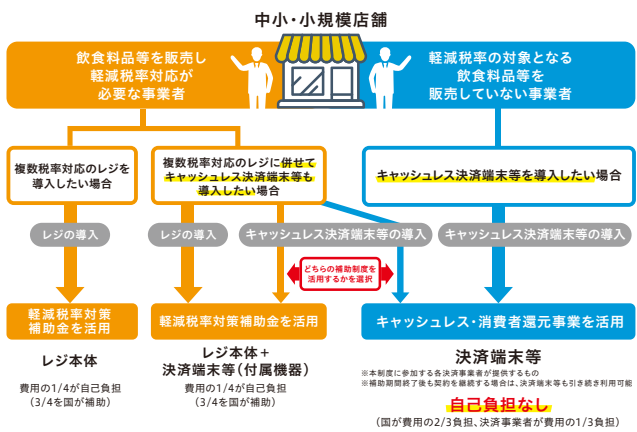 中小・小規模店舗
飲食料品等を販売し
軽減税率対応が
必要な事業者
軽減税率の対象となる
飲食料品等を
販売していない事業者
複数税率対応のレジを
導入したい場合
複数税率対応のレジに併せて
キャッシュレス決済端末等も
導入したい場合
キャッシュレス決済端末等を導入したい場合
レジの導入
レジの導入
キャッシュレス決済端末等の導入
キャッシュレス決済端末等の導入
どちらの補助制度を
活用するかを選択
軽減税率対策
補助金を活用
軽減税率対策補助金を活用
キャッシュレス・消費者還元事業を活用
レジ本体
費用の1/4が自己負担
（3/4を国が補助）
レジ本体＋
決済端末等（付属機器）
費用の1/4が自己負担
（3/4を国が補助）
決済端末等
※本制度に参加する各決済事業者が提供するもの
※補助期間終了後も契約を継続する場合は、決済端末等も引き続き利用可能
自己負担なし
（国が費用の2/3負担、決済事業者が費用の1/3負担）